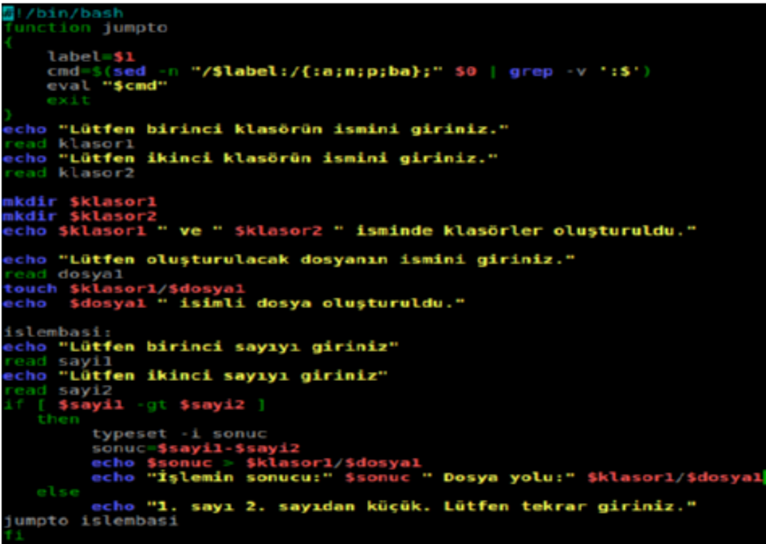 #!/bin/bash
function jumpto
{
    label=$1
    cmd=$(sed -n "/$label:/{:a;n;p;ba};" $0 | grep -v ':$')
    eval "$cmd"
    exit
}
echo "Lütfen birinci klasörün ismini giriniz."
read klasor1
echo "Lütfen ikinci klasörün ismini giriniz."
read klasor2
mkdir $klasor1
mkdir $klasor2
echo $klasor1 " ve " $klasor2 " isminde klasörler oluşturuldu."
echo "Lütfen oluşturulacak dosyanın ismini giriniz."
read dosya1
touch $klasor1/$dosya1
echo  $dosya1 " isimli dosya oluşturuldu."
islembasi:
echo "Lütfen birinci sayıyı giriniz"
read sayi1
echo "Lütfen ikinci sayıyı giriniz"
read sayi2
if [ $sayi1 -gt $sayi2 ]
    then
        typeset -i sonuc
        sonuc=$sayi1-$sayi2
        echo $sonuc > $klasor1/$dosya1
        echo "İşlemin sonucu:" $sonuc " Dosya yolu:" $klasor1/$dosya1
    else
        echo "1. sayı 2. sayıdan küçük. Lütfen tekrar giriniz."
jumpto islembasi
fi